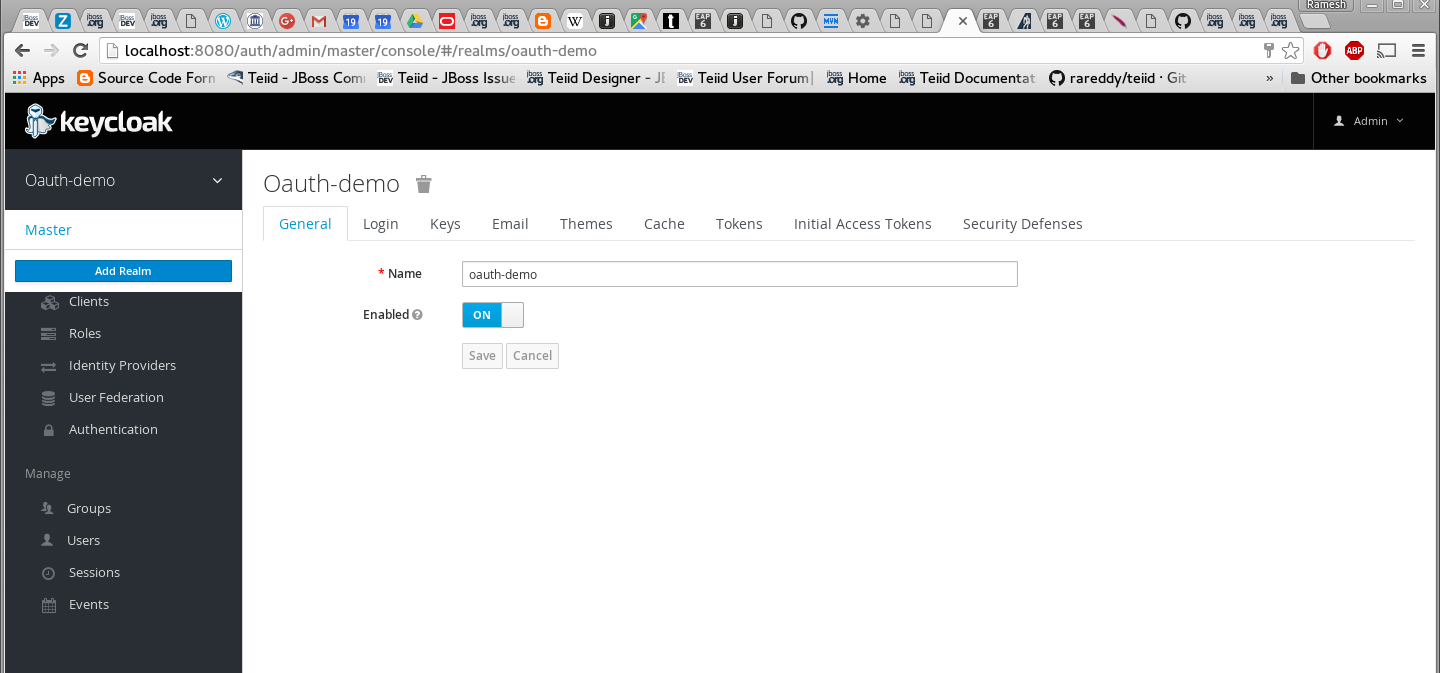 Ramesh
localhost:8080/auth/admin/master/console/#/realms/oauth-demo
Apps Source Code Forn Teiid - JBoss Com Teiid - JBoss Issue Teiid Designer - JB Teiid User Forum Home Teiid Documentat rareddy/teiid · Git » Other bookmarks
keycloak
Admin
Oauth-demo
Master
Add Realm
Clients
Roles
Identity Providers
User Federation
Authentication
Manage
Groups
Users
Sessions
Events
Oauth-demo
General Login Keys Email Themes Cache Tokens Initial Access Tokens Security Defenses
* Name oauth-demo
Enabled ON
Save Cancel